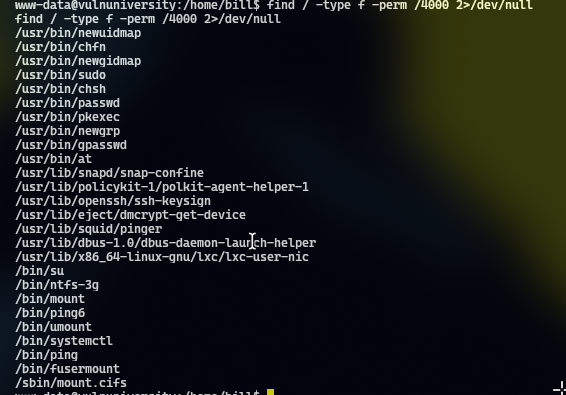 www-data@vulnuniversity:/home/bill$ find / -type f -perm /4000 2>/dev/null
find / -type f -perm /4000 2>/dev/null
/usr/bin/newuidmap
/usr/bin/chfn
/usr/bin/newgidmap
/usr/bin/sudo
/usr/bin/chsh
/usr/bin/passwd
/usr/bin/pkexec
/usr/bin/newgrp
/usr/bin/gpasswd
/usr/bin/at
/usr/lib/snapd/snap-confine
/usr/lib/policykit-1/polkit-agent-helper-1
/usr/lib/openssh/ssh-keysign
/usr/lib/eject/dmcrypt-get-device
/usr/lib/squid/pinger
/usr/lib/dbus-1.0/dbus-daemon-launch-helper
/usr/lib/x86_64-linux-gnu/lxc/lxc-user-nic
/bin/su
/bin/ntfs-3g
/bin/mount
/bin/ping6
/bin/umount
/bin/systemctl
/bin/ping
/bin/fusermount
/sbin/mount.cifs
www-data@vulnuniversity:/home/bill$